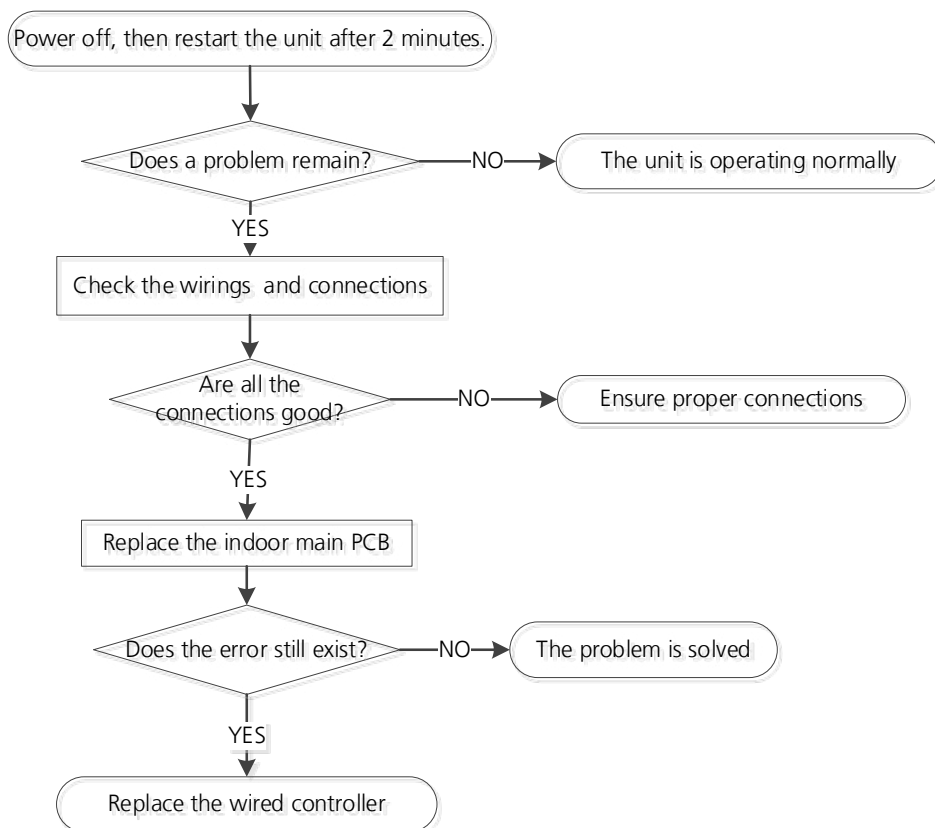 Power off, then restart the unit after 2 minutes.
Does a problem remain?
NO
The unit is operating normally
YES
Check the wirings  and connections
Are all the
connections good?
NO
Ensure proper connections
YES
Replace the indoor main PCB
Does the error still exist?
NO
The problem is solved
YES
Replace the wired controller